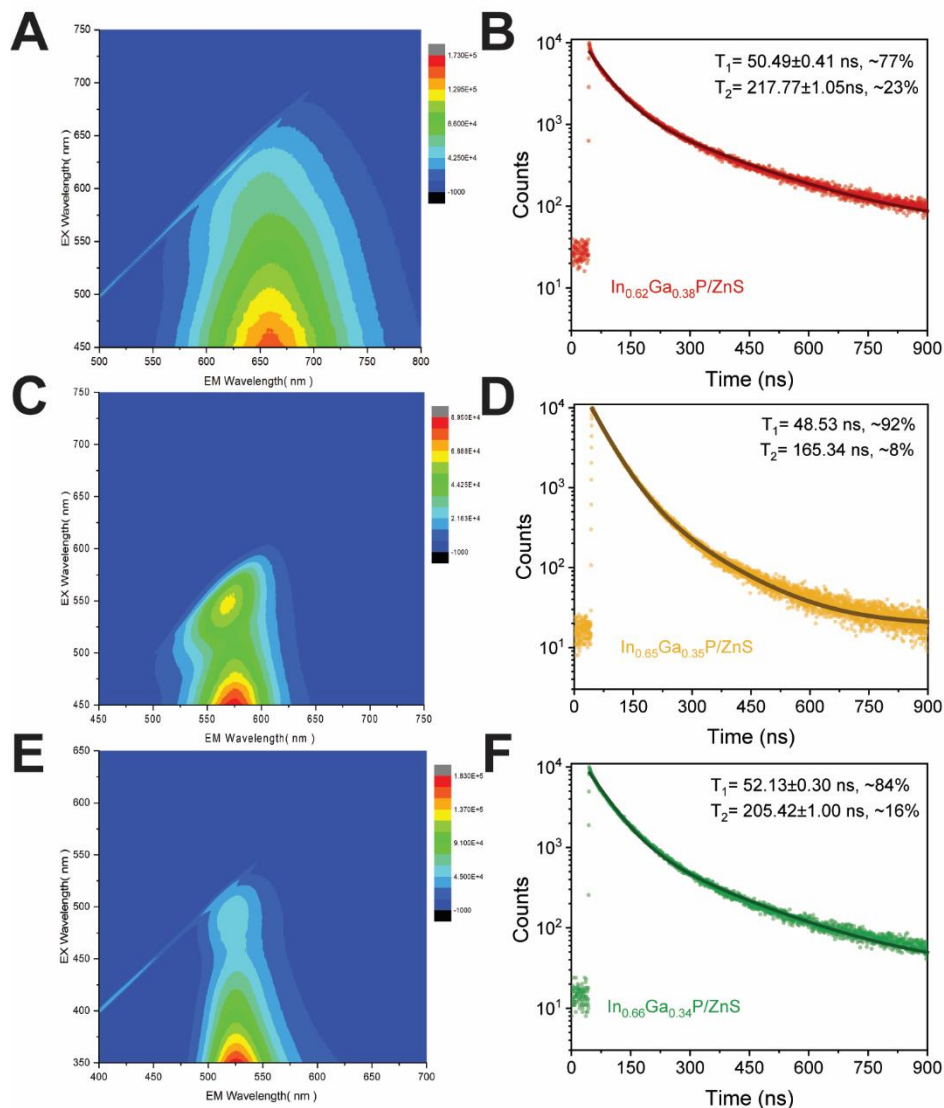 A
750
700
650
600
550
500
450
EX Wavelength( nm )
500
550
600
650
700
750
800
EM Wavelength( nm )
1.730E+5
1.295E+5
8.600E+4
4.250E+4
-1000
B
10⁴
10³
10²
10¹
Counts
T₁= 50.49±0.41 ns, ~77%
T₂= 217.77±1.05ns, ~23%
In₀.₆₂Ga₀.₃₈P/ZnS
0
150
300
450
600
750
900
Time (ns)
C
750
700
650
600
550
500
450
EX Wavelength( nm )
450
500
550
600
650
700
750
EM Wavelength( nm )
8.950E+4
6.688E+4
4.425E+4
2.163E+4
-1000
D
10⁴
10³
10²
10¹
Counts
T₁= 48.53 ns, ~92%
T₂= 165.34 ns, ~8%
In₀.₆₅Ga₀.₃₅P/ZnS
0
150
300
450
600
750
900
Time (ns)
E
650
600
550
500
450
400
350
EX Wavelength( nm )
400
450
500
550
600
650
700
EM Wavelength( nm )
1.830E+5
1.370E+5
9.100E+4
4.500E+4
-1000
F
10⁴
10³
10²
10¹
Counts
T₁= 52.13±0.30 ns, ~84%
T₂= 205.42±1.00 ns, ~16%
In₀.₆₆Ga₀.₃₄P/ZnS
0
150
300
450
600
750
900
Time (ns)